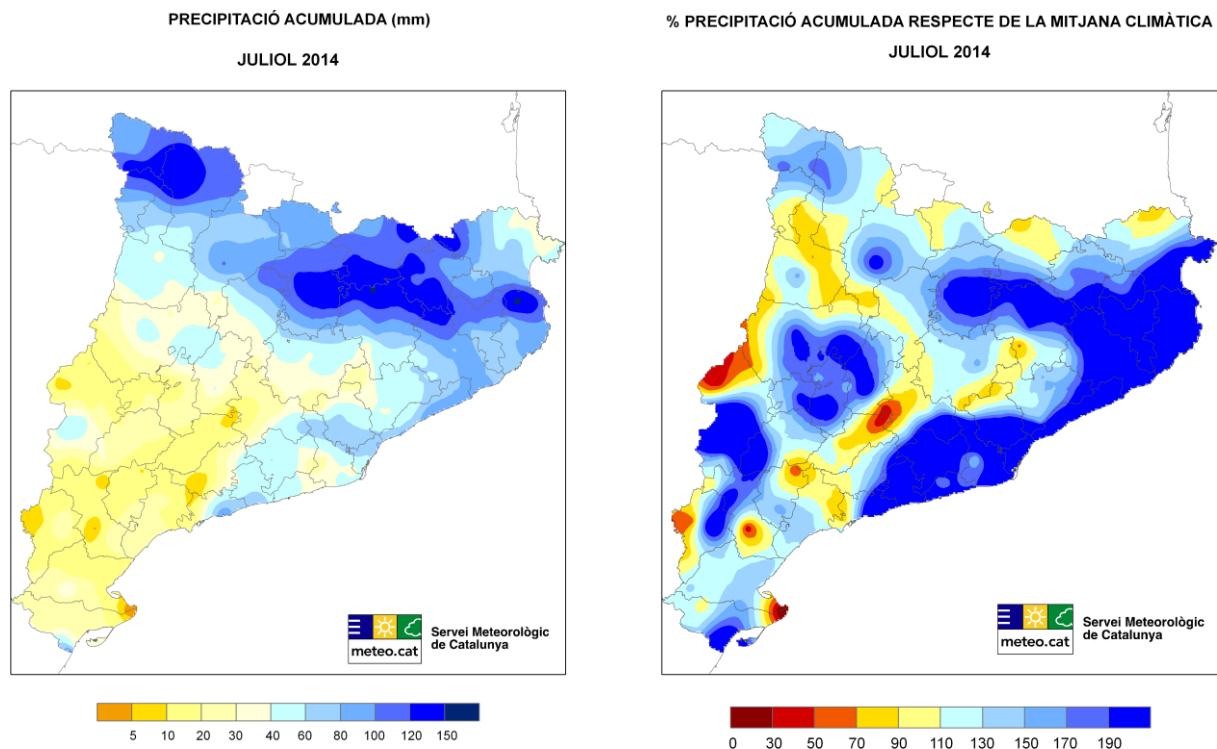 PRECIPITACIÓ ACUMULADA (mm)
JULIOL 2014
Servei Meteorològic
de Catalunya
meteo.cat
5 10 20 30 40 60 80 100 120 150
% PRECIPITACIÓ ACUMULADA RESPECTE DE LA MITJANA CLIMÀTICA
JULIOL 2014
Servei Meteorològic
de Catalunya
meteo.cat
0 30 50 70 90 110 130 150 170 190